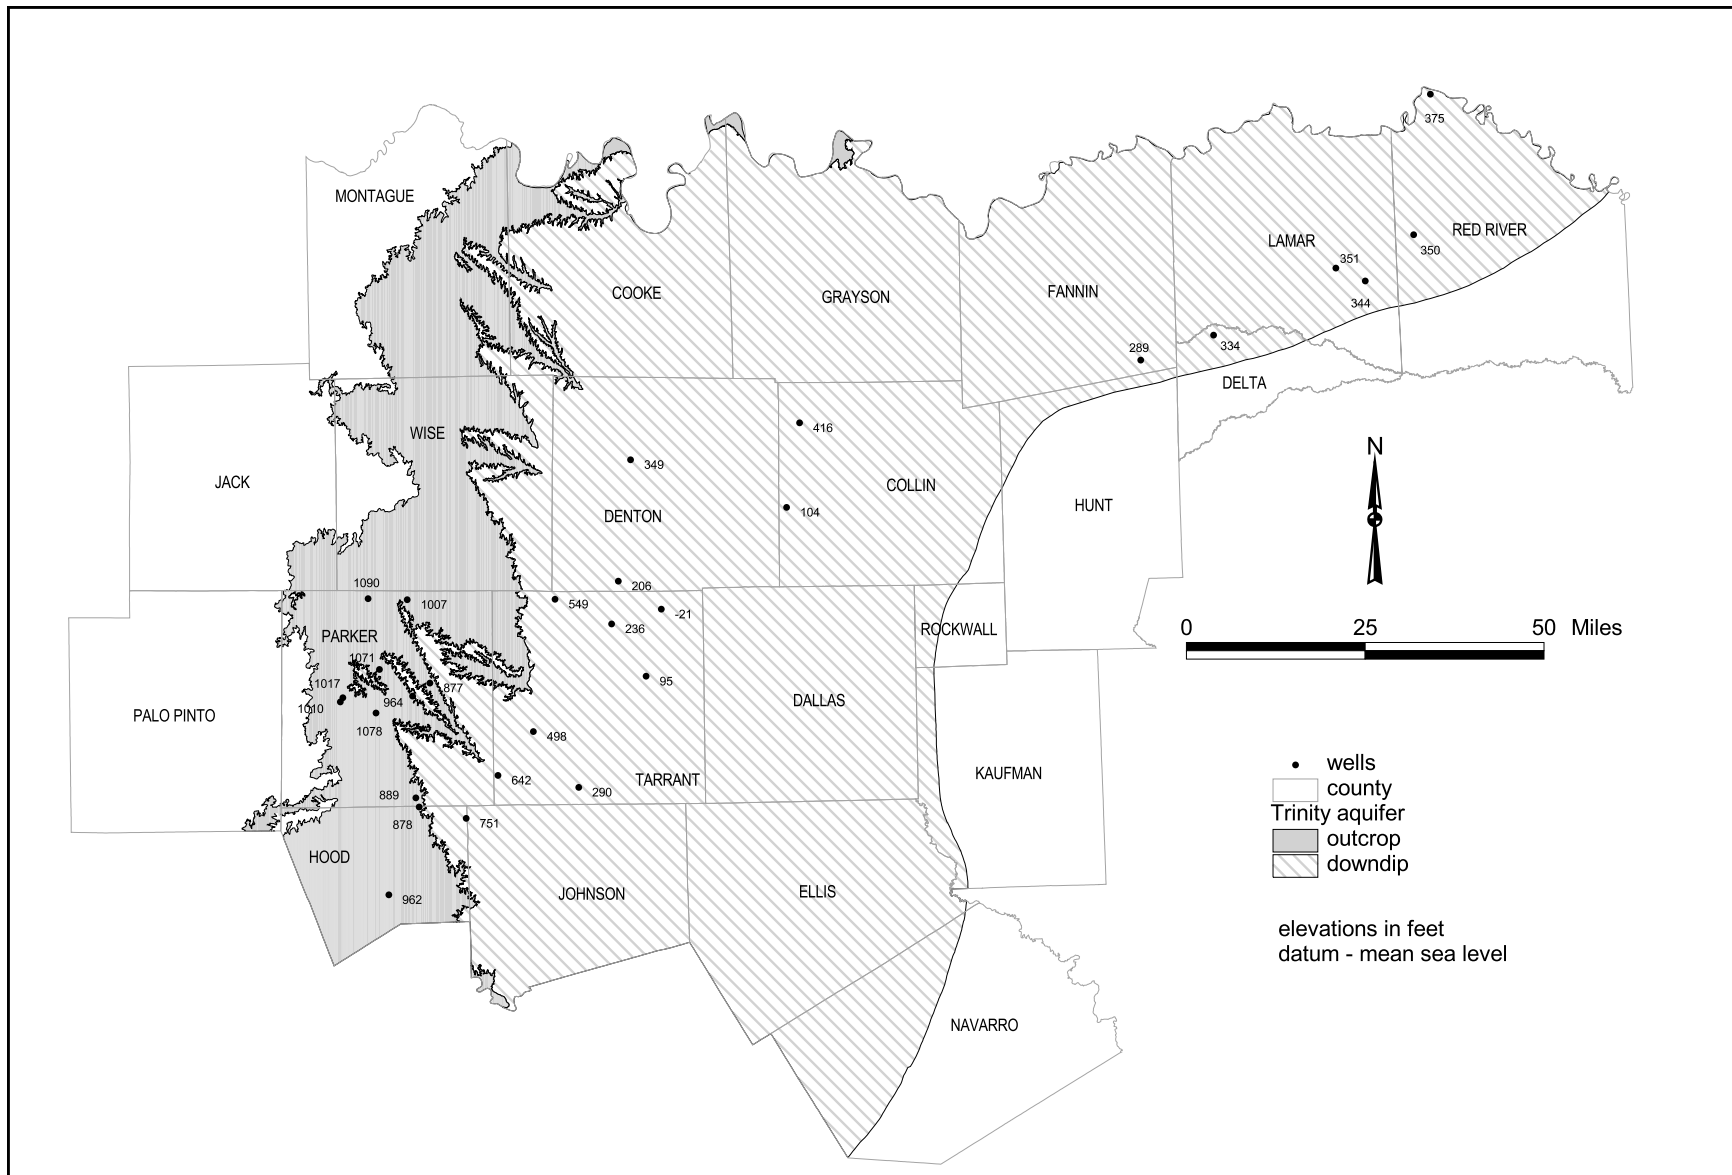 375
MONTAGUE
RED RIVER
LAMAR
350
351
COOKE
GRAYSON
FANNIN
344
289
334
DELTA
416
WISE
N
349
JACK
COLLIN
HUNT
104
DENTON
1090
206
1007
549
-21
236
ROCKWALL
0 25 50 Miles
PARKER
1071
95
1017
877
964
DALLAS
1010
PALO PINTO
1078
498
wells
KAUFMAN
642
TARRANT
county
889
290
Trinity aquifer
878
751
outcrop
HOOD
downdip
JOHNSON
ELLIS
962
elevations in feet
datum - mean sea level
NAVARRO